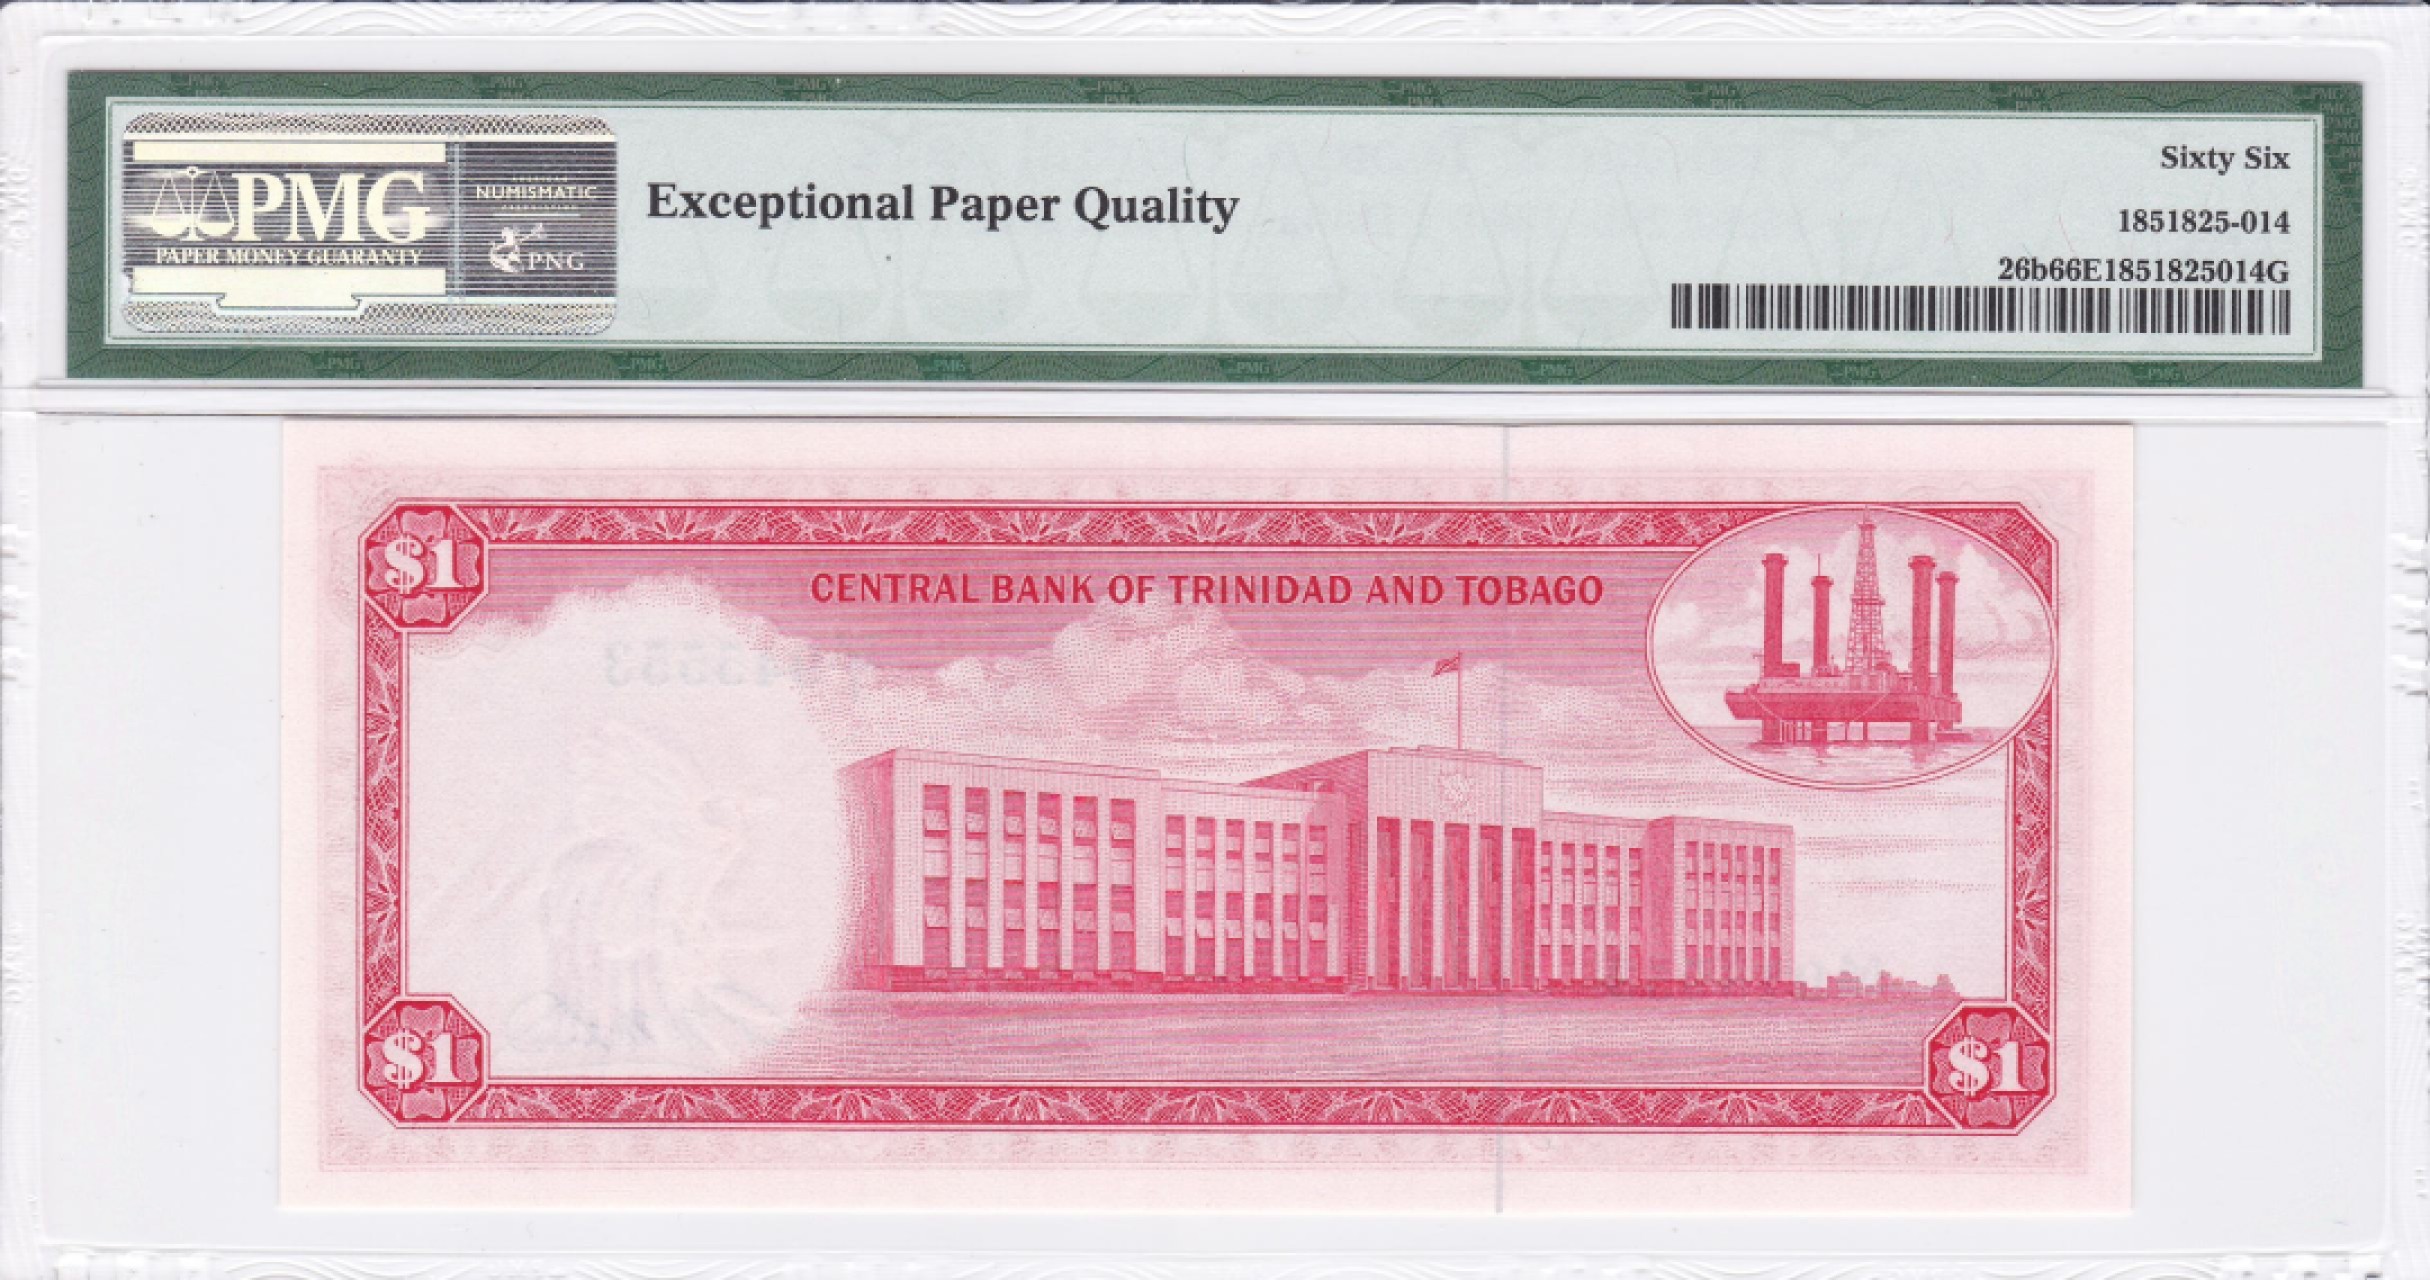 PMG
PAPER MONEY GUARANTY
NUMISMATIC
PNG
Exceptional Paper Quality
Sixty Six
1851825-014
26b66E1851825014G
$1
CENTRAL BANK OF TRINIDAD AND TOBAGO
$1
$1